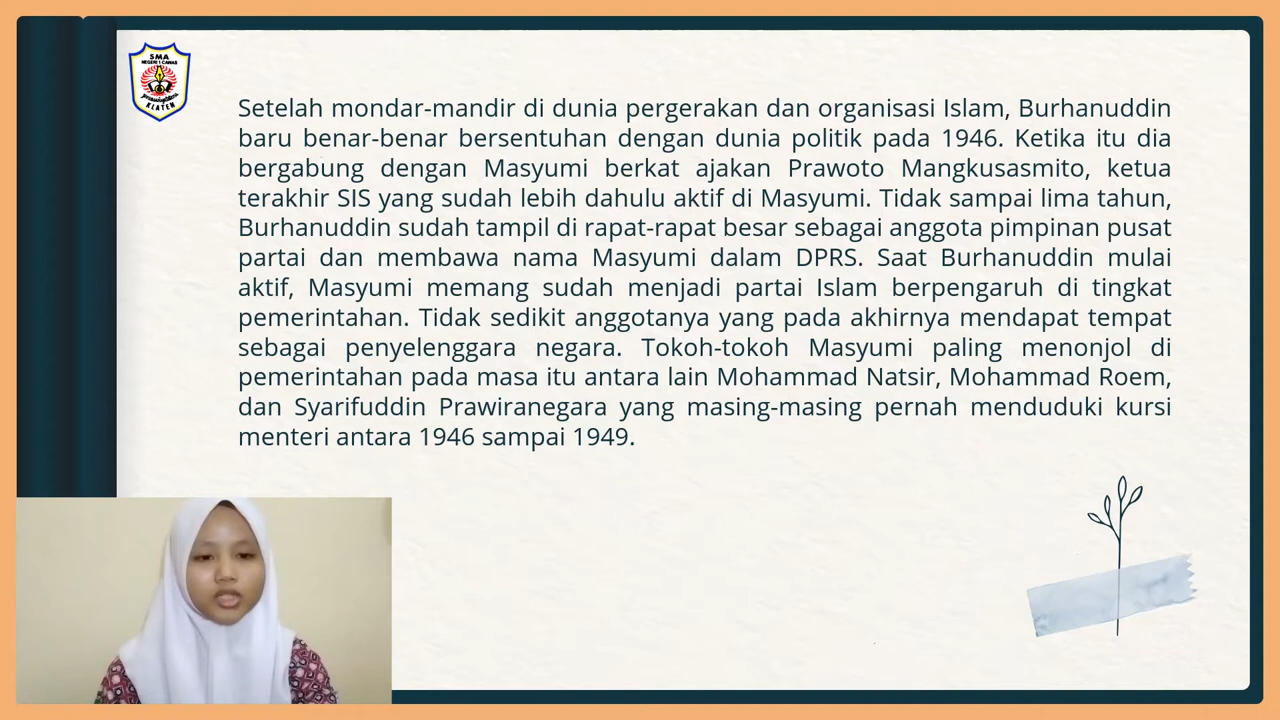 SMA
NEGERI 1 CAWAS
KLATEN
Setelah mondar-mandir di dunia pergerakan dan organisasi Islam, Burhanuddin
baru benar-benar bersentuhan dengan dunia politik pada 1946. Ketika itu dia
bergabung dengan Masyumi berkat ajakan Prawoto Mangkusasmito, ketua
terakhir SIS yang sudah lebih dahulu aktif di Masyumi. Tidak sampai lima tahun,
Burhanuddin sudah tampil di rapat-rapat besar sebagai anggota pimpinan pusat
partai dan membawa nama Masyumi dalam DPRS. Saat Burhanuddin mulai
aktif, Masyumi memang sudah menjadi partai Islam berpengaruh di tingkat
pemerintahan. Tidak sedikit anggotanya yang pada akhirnya mendapat tempat
sebagai penyelenggara negara. Tokoh-tokoh Masyumi paling menonjol di
pemerintahan pada masa itu antara lain Mohammad Natsir, Mohammad Roem,
dan Syarifuddin Prawiranegara yang masing-masing pernah menduduki kursi
menteri antara 1946 sampai 1949.